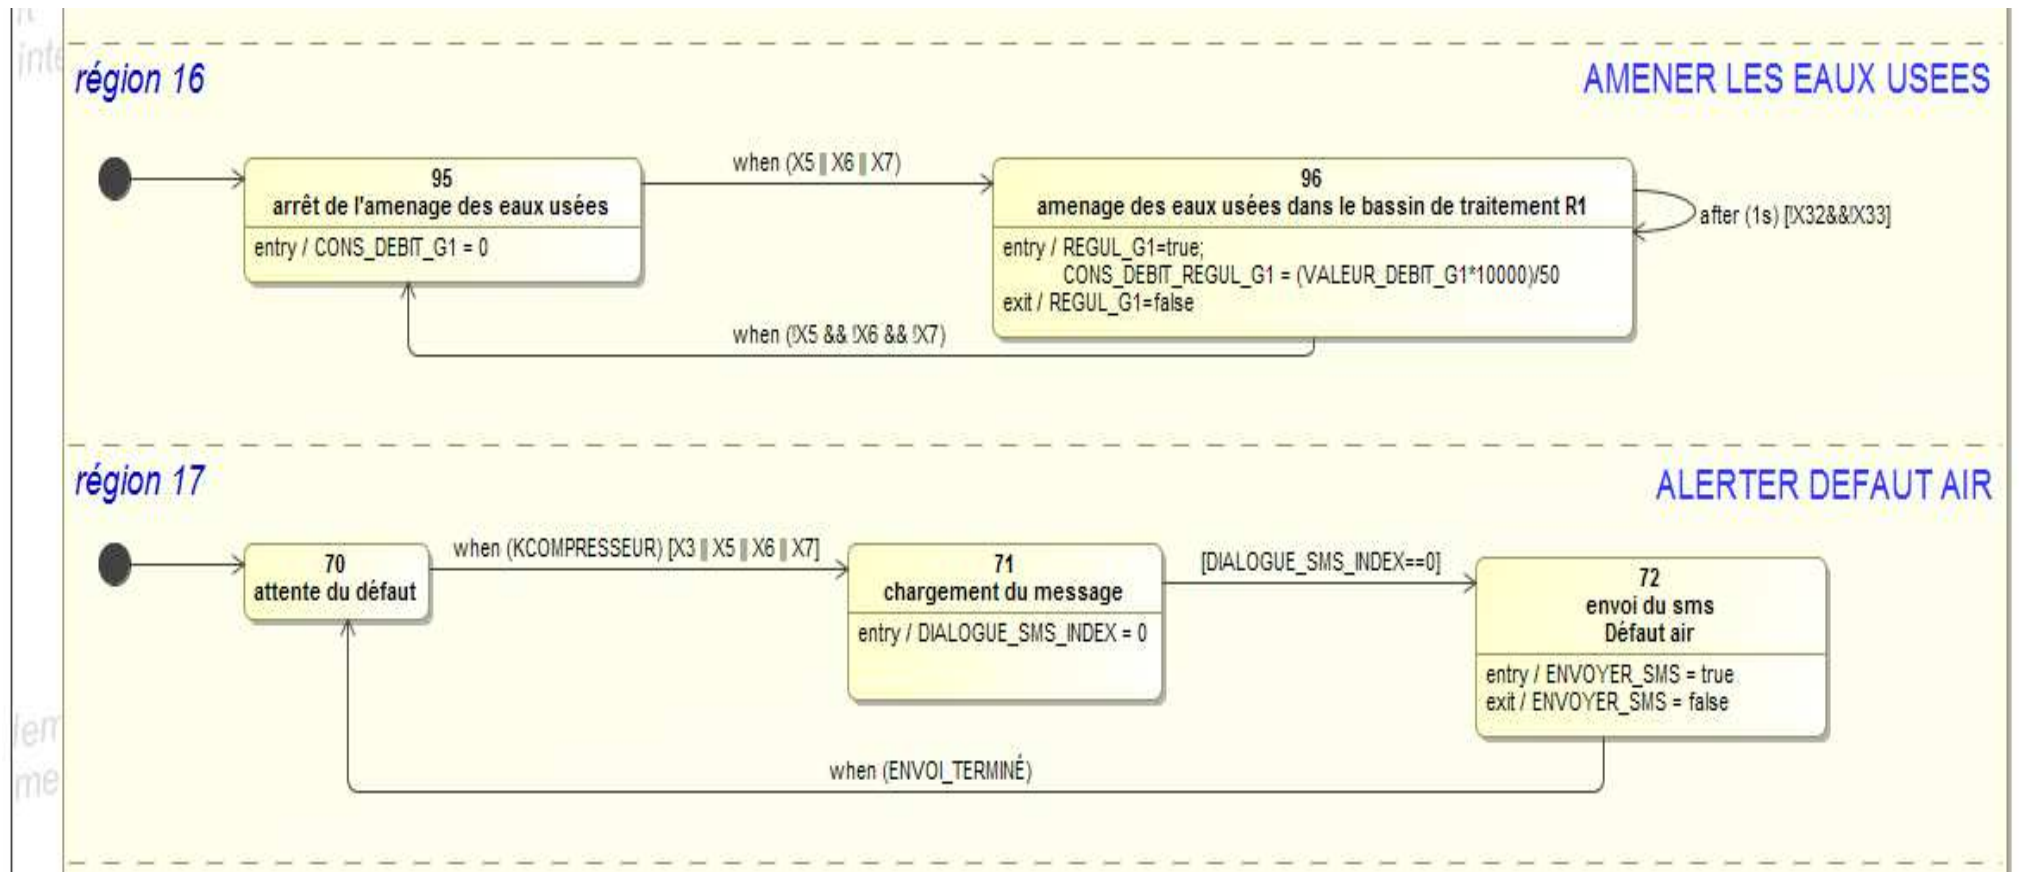 inte
région 16
AMENER LES EAUX USEES
95
arrêt de l'amenage des eaux usées
entry / CONS_DEBIT_G1 = 0
when (X5 || X6 || X7)
96
amenage des eaux usées dans le bassin de traitement R1
entry / REGUL_G1=true;
CONS_DEBIT_REGUL_G1 = (VALEUR_DEBIT_G1*10000)/50
exit / REGUL_G1=false
after (1s) [!X32&&!X33]
when (!X5 && !X6 && !X7)
région 17
ALERTER DEFAUT AIR
70
attente du défaut
when (KCOMPRESSEUR) [X3 || X5 || X6 || X7]
71
chargement du message
entry / DIALOGUE_SMS_INDEX = 0
[DIALOGUE_SMS_INDEX==0]
72
envoi du sms
Défaut air
entry / ENVOYER_SMS = true
exit / ENVOYER_SMS = false
when (ENVOI_TERMINÉ)
me